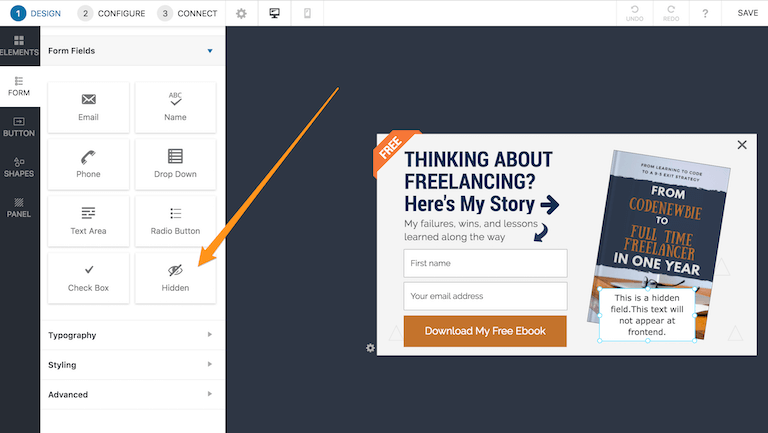 1 DESIGN 2 CONFIGURE 3 CONNECT UNDO REDO ? SAVE
ELEMENTS
FORM
BUTTON
SHAPES
PANEL
Form Fields
Email
ABC
Name
Phone
Drop Down
Text Area
Radio Button
Check Box
Hidden
Typography
Styling
Advanced
FREE
THINKING ABOUT
FREELANCING?
Here's My Story
My failures, wins, and lessons
learned along the way
First name
Your email address
Download My Free Ebook
FROM LEARNING TO CODE
TO A 9-5 EXIT STRATEGY
FROM
CODENEWBIE
TO
FULL TIME
FREELANCER
IN ONE YEAR
This is a hidden
field.This text will
not appear at
frontend.